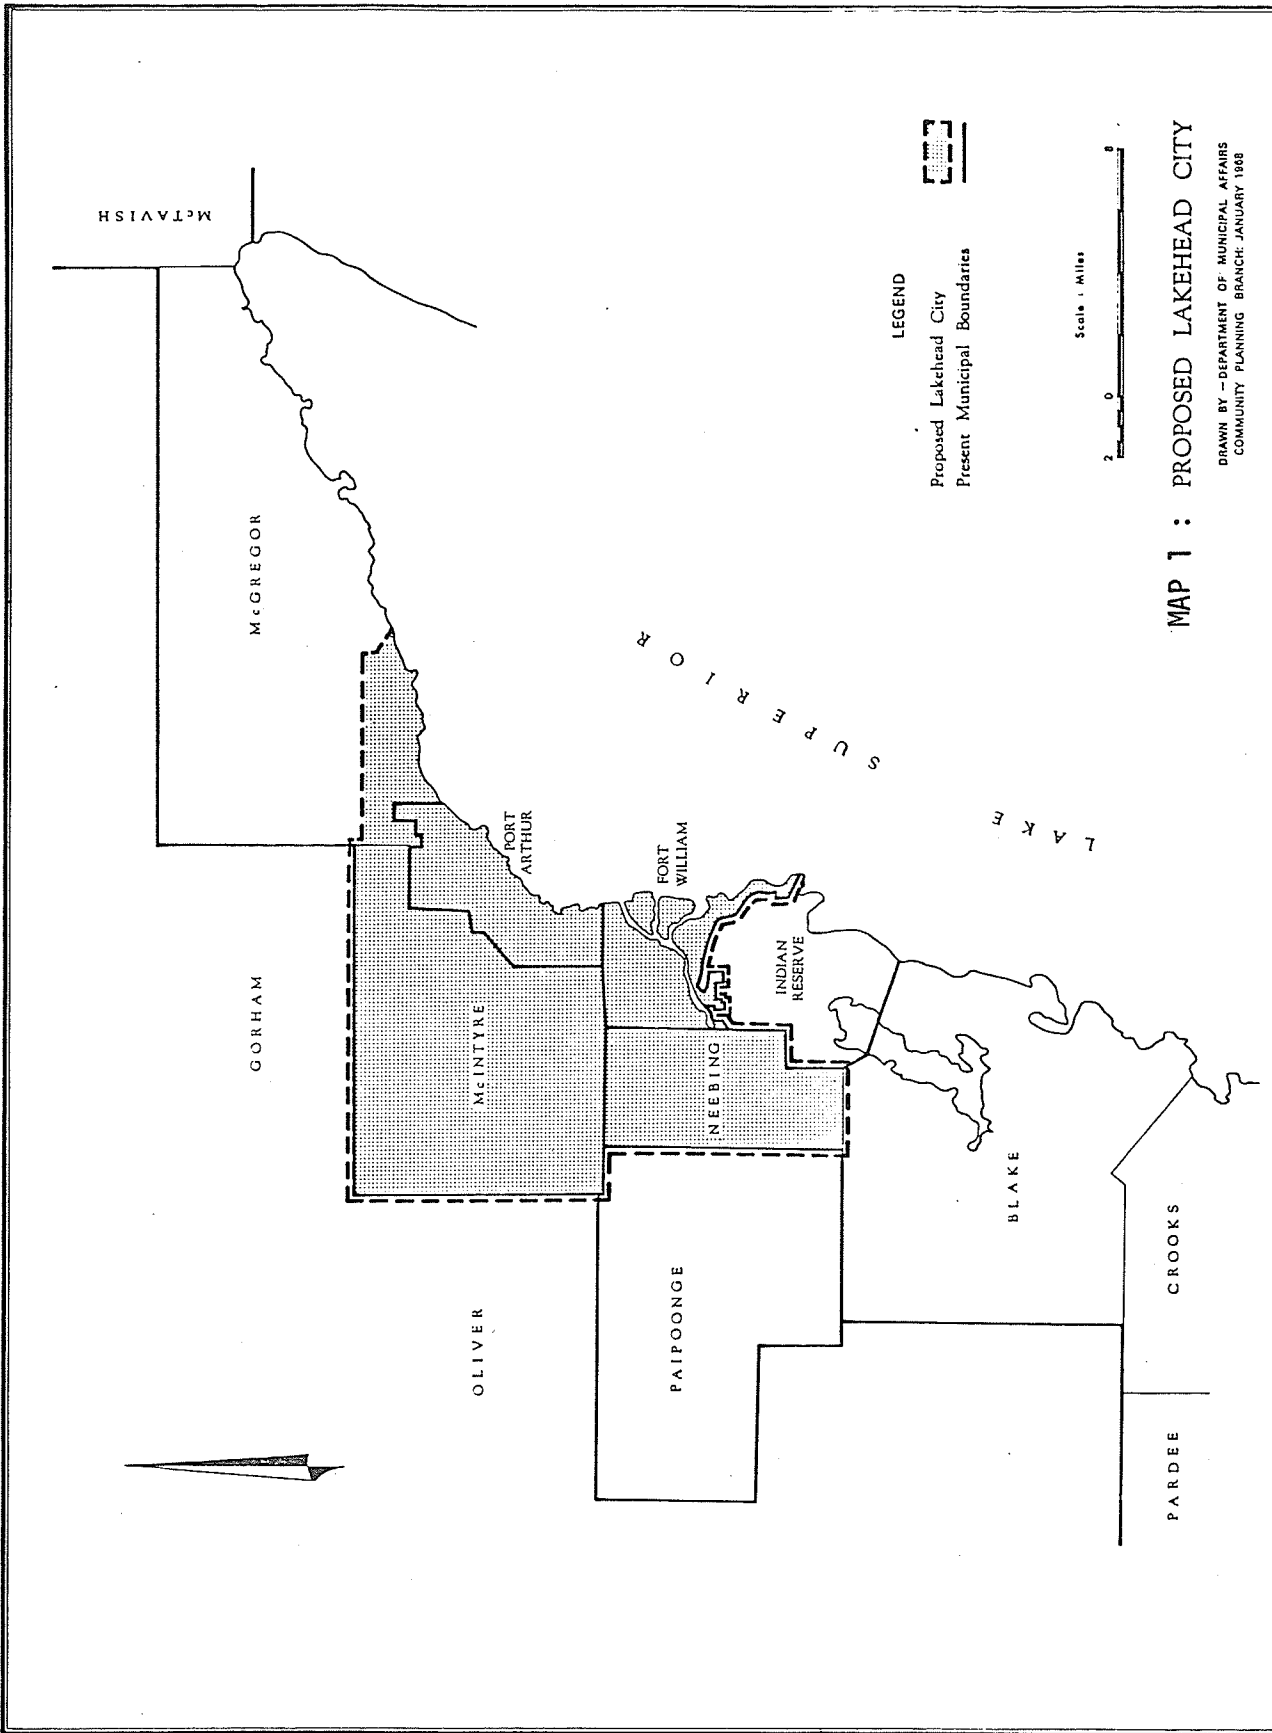 McTAVISH
McGREGOR
GORHAM
PORT
ARTHUR
McINTYRE
OLIVER
FORT
WILLIAM
NEEBING
PAIPOONGE
INDIAN
RESERVE
BLAKE
CROOKS
PARDEE
LAKE SUPERIOR
LEGEND
Proposed Lakehead City
Present Municipal Boundaries
Scale : Miles
2 0 8
MAP 1 : PROPOSED LAKEHEAD CITY
DRAWN BY – DEPARTMENT OF MUNICIPAL AFFAIRS
COMMUNITY PLANNING BRANCH: JANUARY 1968